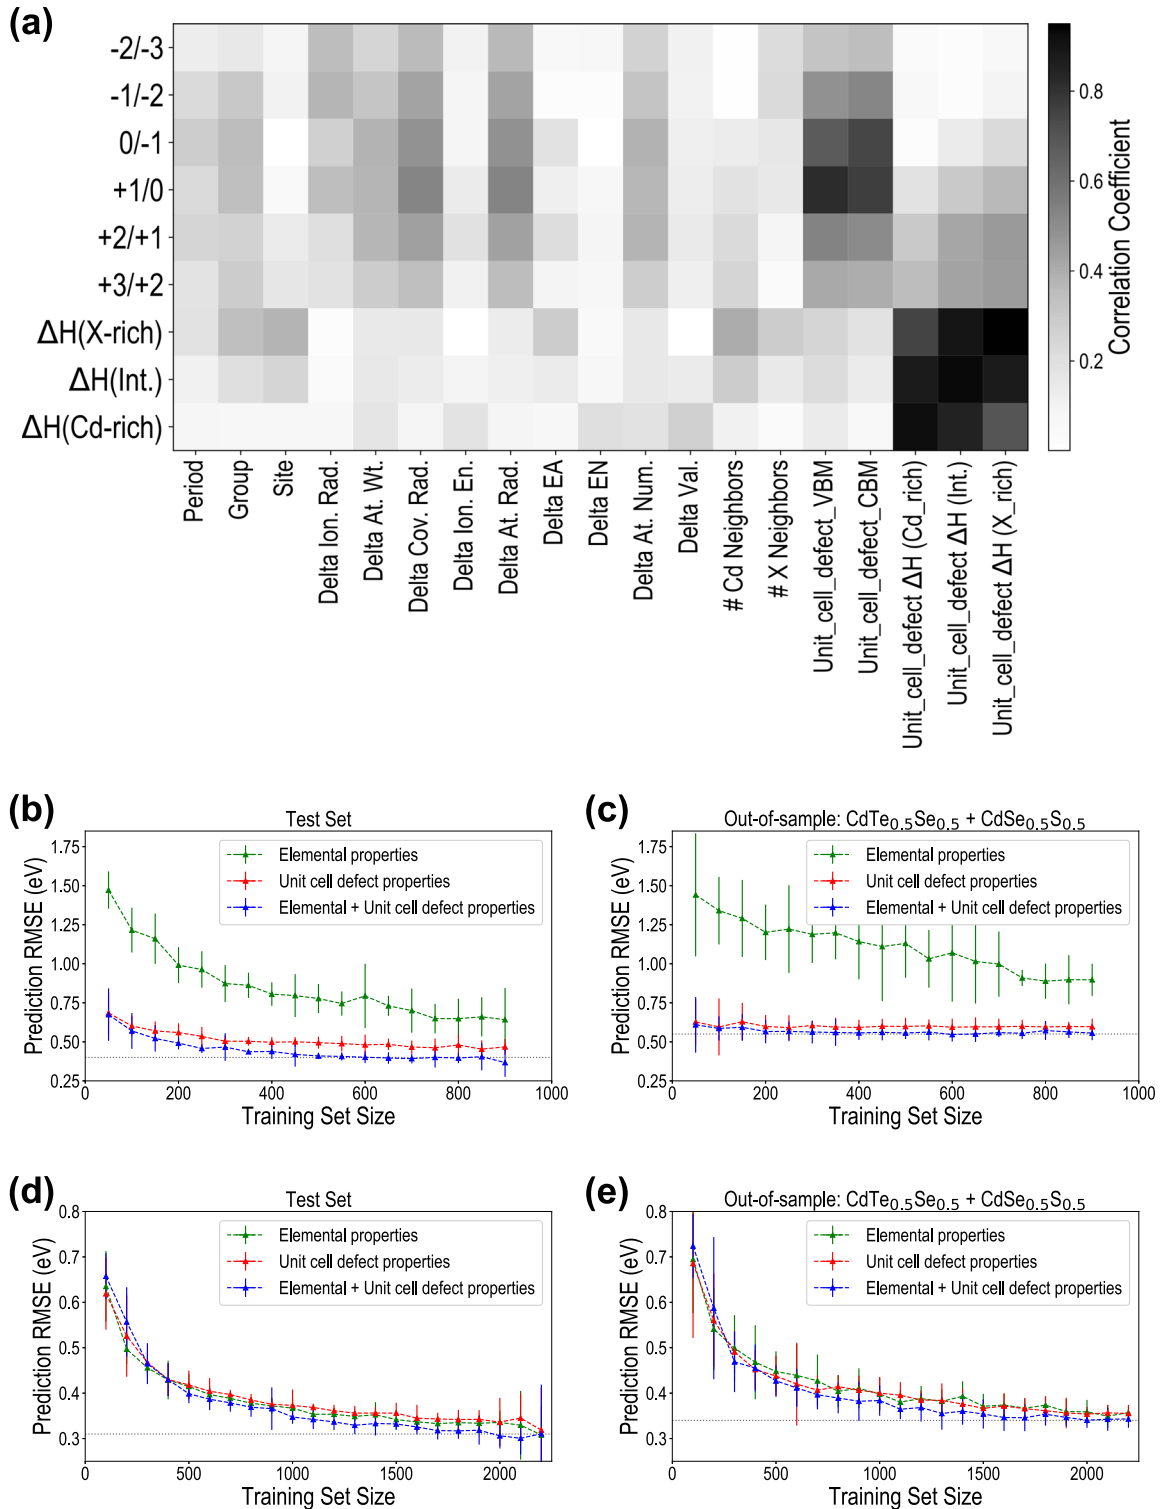 (a)
-2/-3
-1/-2
0/-1
+1/0
+2/+1
+3/+2
ΔH(X-rich)
ΔH(Int.)
ΔH(Cd-rich)
Period
Group
Site
Delta Ion. Rad.
Delta At. Wt.
Delta Cov. Rad.
Delta Ion. En.
Delta At. Rad.
Delta EA
Delta EN
Delta At. Num.
Delta Val.
# Cd Neighbors
# X Neighbors
Unit_cell_defect_VBM
Unit_cell_defect_CBM
Unit_cell_defect ΔH (Cd_rich)
Unit_cell_defect ΔH (Int.)
Unit_cell_defect ΔH (X_rich)
0.8
0.6
0.4
0.2
Correlation Coefficient
(b)
Test Set
Prediction RMSE (eV)
1.75
1.50
1.25
1.00
0.75
0.50
0.25
Elemental properties
Unit cell defect properties
Elemental + Unit cell defect properties
0 200 400 600 800 1000
Training Set Size
(c)
Out-of-sample: CdTe0.5Se0.5 + CdSe0.5S0.5
Prediction RMSE (eV)
1.75
1.50
1.25
1.00
0.75
0.50
0.25
Elemental properties
Unit cell defect properties
Elemental + Unit cell defect properties
0 200 400 600 800 1000
Training Set Size
(d)
Test Set
Prediction RMSE (eV)
0.8
0.7
0.6
0.5
0.4
0.3
Elemental properties
Unit cell defect properties
Elemental + Unit cell defect properties
0 500 1000 1500 2000
Training Set Size
(e)
Out-of-sample: CdTe0.5Se0.5 + CdSe0.5S0.5
Prediction RMSE (eV)
0.8
0.7
0.6
0.5
0.4
0.3
Elemental properties
Unit cell defect properties
Elemental + Unit cell defect properties
0 500 1000 1500 2000
Training Set Size